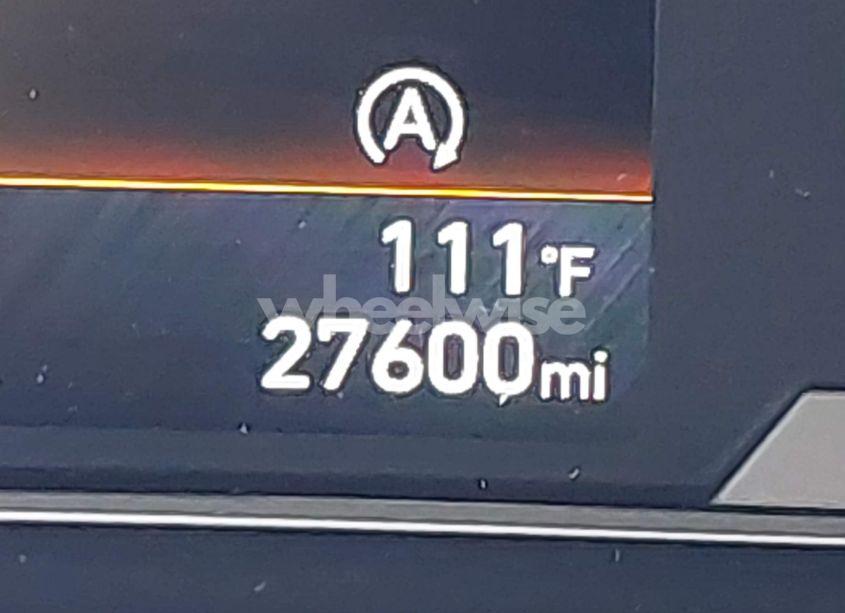 A
111°F
wheelwise
27600mi